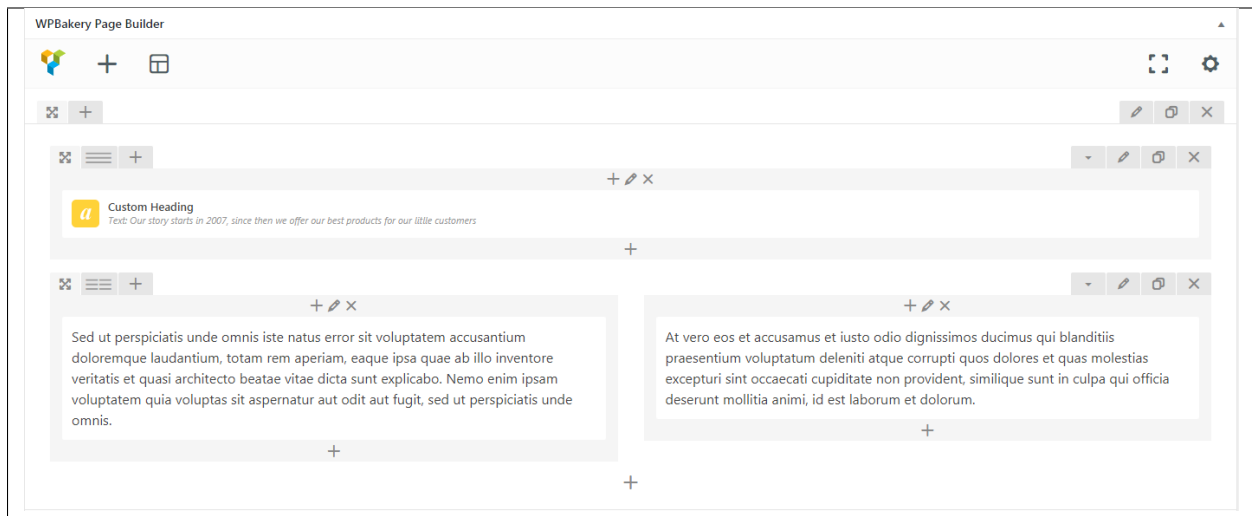 WPBakery Page Builder
Custom Heading
Text: Our story starts in 2007, since then we offer our best products for our little customers
Sed ut perspiciatis unde omnis iste natus error sit voluptatem accusantium
doloremque laudantium, totam rem aperiam, eaque ipsa quae ab illo inventore
veritatis et quasi architecto beatae vitae dicta sunt explicabo. Nemo enim ipsam
voluptatem quia voluptas sit aspernatur aut odit aut fugit, sed ut perspiciatis unde
omnis.
At vero eos et accusamus et iusto odio dignissimos ducimus qui blanditiis
praesentium voluptatum deleniti atque corrupti quos dolores et quas molestias
excepturi sint occaecati cupiditate non provident, similique sunt in culpa qui officia
deserunt mollitia animi, id est laborum et dolorum.